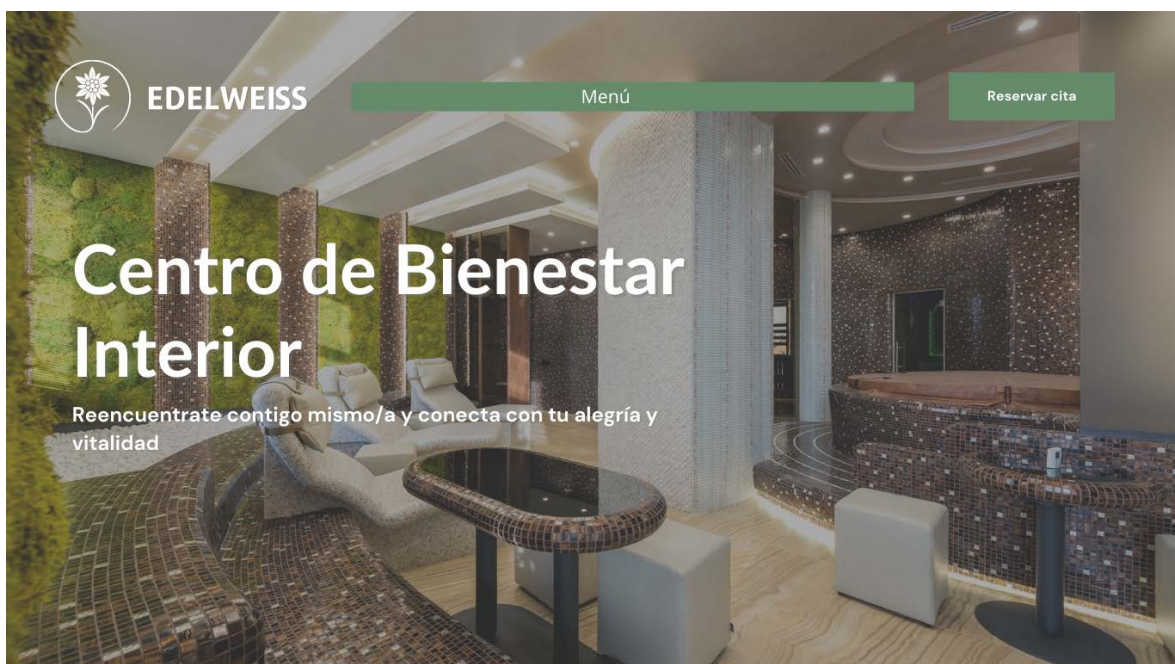 EDELWEISS
Menú
Reservar cita
Centro de Bienestar
Interior
Reencuentrate contigo mismo/a y conecta con tu alegría y
vitalidad